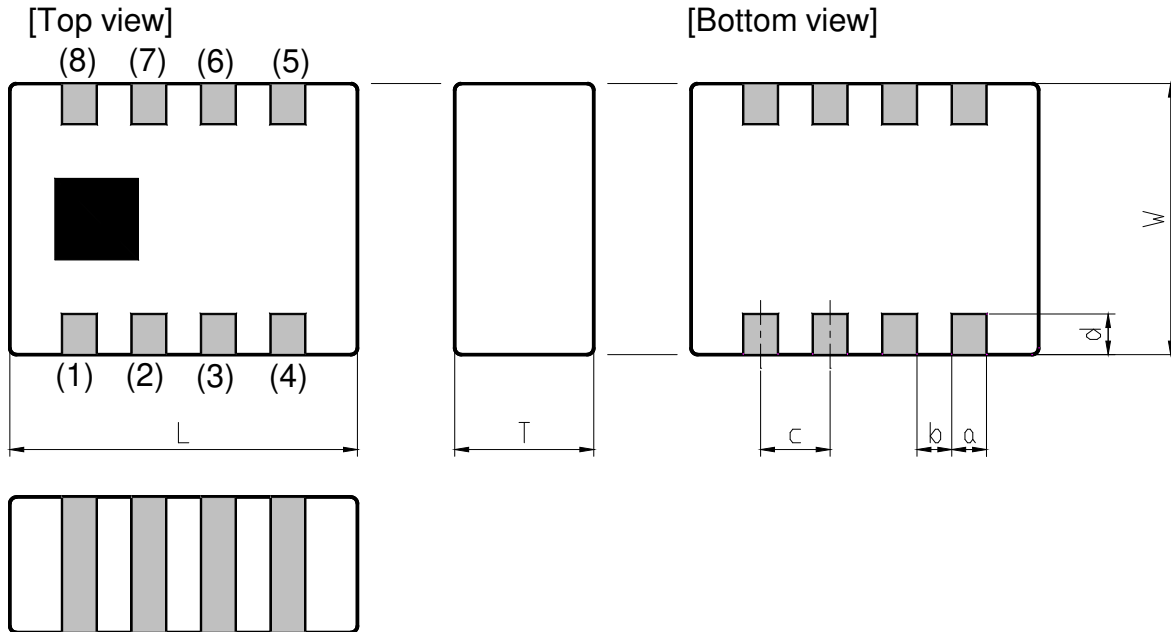 [Top view]
[Bottom view]
(8) (7) (6) (5)
(1) (2) (3) (4)
L
T
c
b
a
d
W